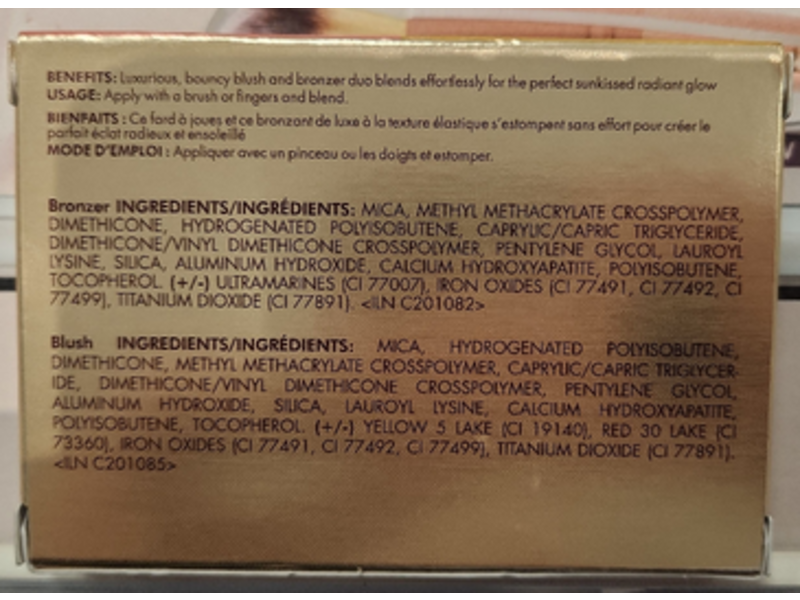 BENEFITS: Luxurious, bouncy blush and bronzer duo blends effortlessly for the perfect sunkissed radiant glow
USAGE: Apply with a brush or fingers and blend.
BIENFAITS : Ce fard à joues et ce bronzant de luxe à la texture élastique s'estompent sans effort pour créer le
parfait éclat radieux et ensoleillé
MODE D'EMPLOI : Appliquer avec un pinceau ou les doigts et estomper.
Bronzer INGREDIENTS/INGRÉDIENTS: MICA, METHYL METHACRYLATE CROSSPOLYMER,
DIMETHICONE, HYDROGENATED POLYISOBUTENE, CAPRYLIC/CAPRIC TRIGLYCERIDE,
DIMETHICONE/VINYL DIMETHICONE CROSSPOLYMER, PENTYLENE GLYCOL, LAUROYL
LYSINE, SILICA, ALUMINUM HYDROXIDE, CALCIUM HYDROXYAPATITE, POLYISOBUTENE,
TOCOPHEROL. (+/-) ULTRAMARINES (CI 77007), IRON OXIDES (CI 77491, CI 77492, CI
77499), TITANIUM DIOXIDE (CI 77891). <ILN C201082>
Blush INGREDIENTS/INGRÉDIENTS: MICA, HYDROGENATED POLYISOBUTENE,
DIMETHICONE, METHYL METHACRYLATE CROSSPOLYMER, CAPRYLIC/CAPRIC TRIGLYCER-
IDE, DIMETHICONE/VINYL DIMETHICONE CROSSPOLYMER, PENTYLENE GLYCOL,
ALUMINUM HYDROXIDE, SILICA, LAUROYL LYSINE, CALCIUM HYDROXYAPATITE,
POLYISOBUTENE, TOCOPHEROL. (+/-) YELLOW 5 LAKE (CI 19140), RED 30 LAKE (CI
73360), IRON OXIDES (CI 77491, CI 77492, CI 77499), TITANIUM DIOXIDE (CI 77891).
<ILN C201085>